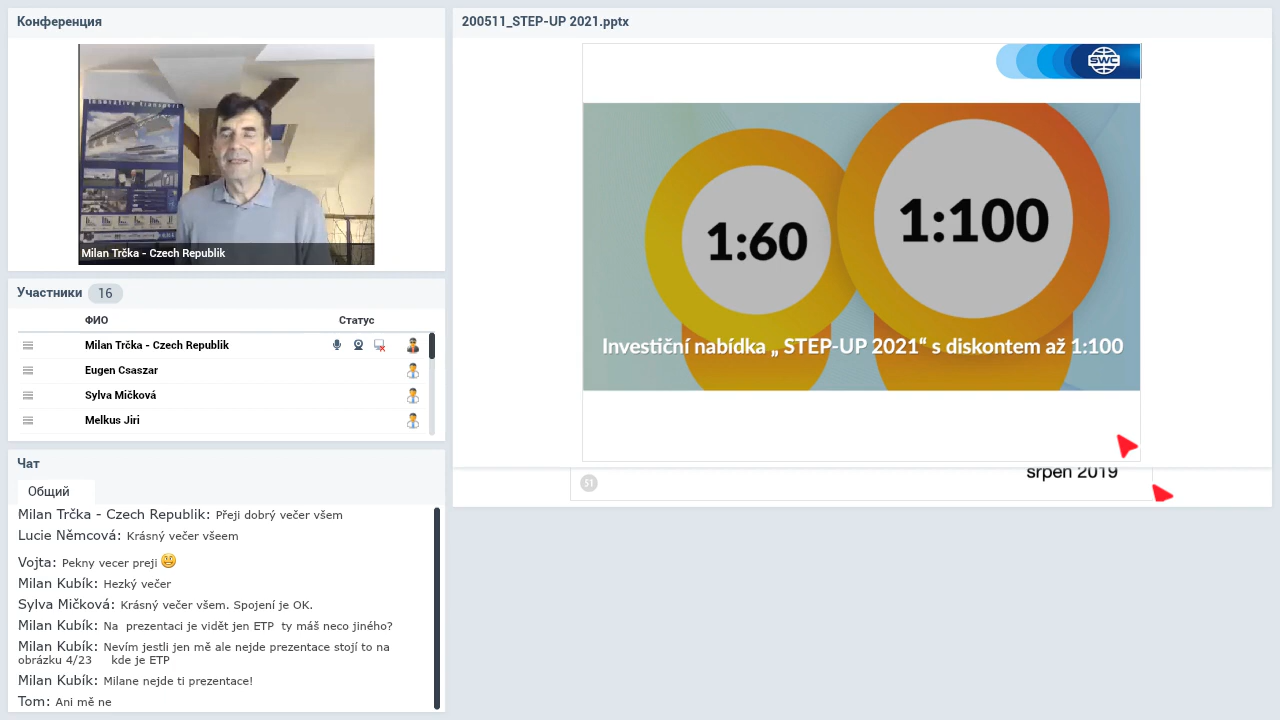 Конференция
innovative transport
Milan Trčka - Czech Republik
Участники 16
ФИО Статус
Milan Trčka - Czech Republik
Eugen Csaszar
Sylva Mičková
Melkus Jiri
Чат
Общий
Milan Trčka - Czech Republik: Přeji dobrý večer všem
Lucie Němcová: Krásný večer všeem
Vojta: Pekny vecer preji
Milan Kubík: Hezký večer
Sylva Mičková: Krásný večer všem. Spojení je OK.
Milan Kubík: Na prezentaci je vidět jen ETP ty máš neco jiného?
Milan Kubík: Nevím jestli jen mě ale nejde prezentace stojí to na
obrázku 4/23 kde je ETP
Milan Kubík: Milane nejde ti prezentace!
Tom: Ani mě ne
200511_STEP-UP 2021.pptx
SWC
1:60
1:100
Investiční nabídka „ STEP-UP 2021“ s diskontem až 1:100
51
srpen 2019